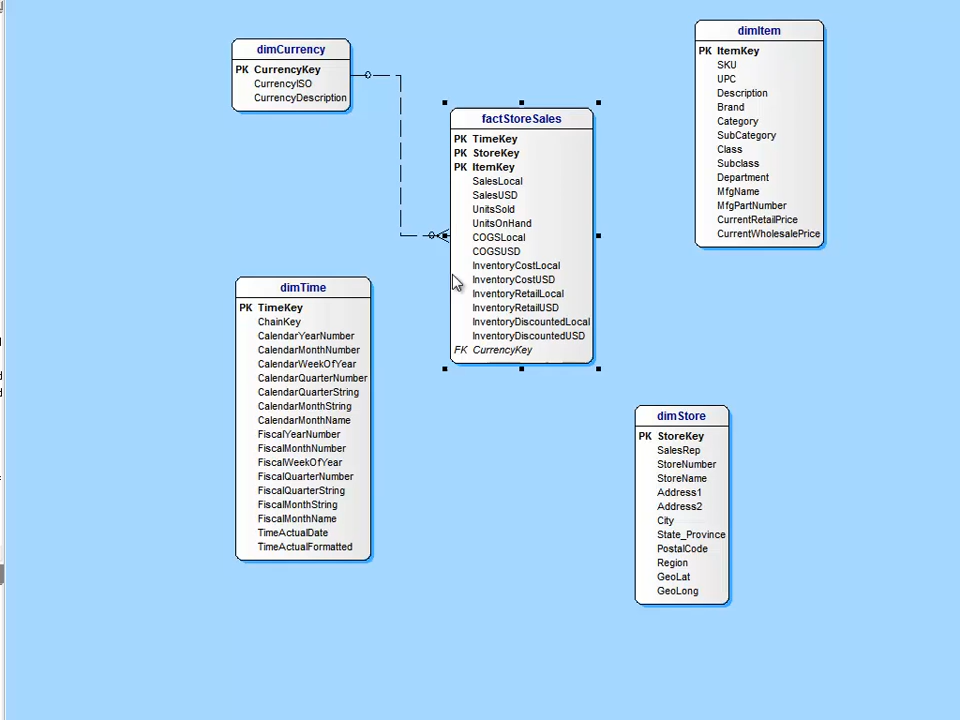 dimCurrency
PK CurrencyKey
CurrencyISO
CurrencyDescription
dimItem
PK ItemKey
SKU
UPC
Description
Brand
Category
SubCategory
Class
Subclass
Department
MfgName
MfgPartNumber
CurrentRetailPrice
CurrentWholesalePrice
factStoreSales
PK TimeKey
PK StoreKey
PK ItemKey
SalesLocal
SalesUSD
UnitsSold
UnitsOnHand
COGSLocal
COGSUSD
InventoryCostLocal
InventoryCostUSD
InventoryRetailLocal
InventoryRetailUSD
InventoryDiscountedLocal
InventoryDiscountedUSD
FK CurrencyKey
dimTime
PK TimeKey
ChainKey
CalendarYearNumber
CalendarMonthNumber
CalendarWeekOfYear
CalendarQuarterNumber
CalendarQuarterString
CalendarMonthString
CalendarMonthName
FiscalYearNumber
FiscalMonthNumber
FiscalWeekOfYear
FiscalQuarterNumber
FiscalQuarterString
FiscalMonthString
FiscalMonthName
TimeActualDate
TimeActualFormatted
dimStore
PK StoreKey
SalesRep
StoreNumber
StoreName
Address1
Address2
City
State_Province
PostalCode
Region
GeoLat
GeoLong